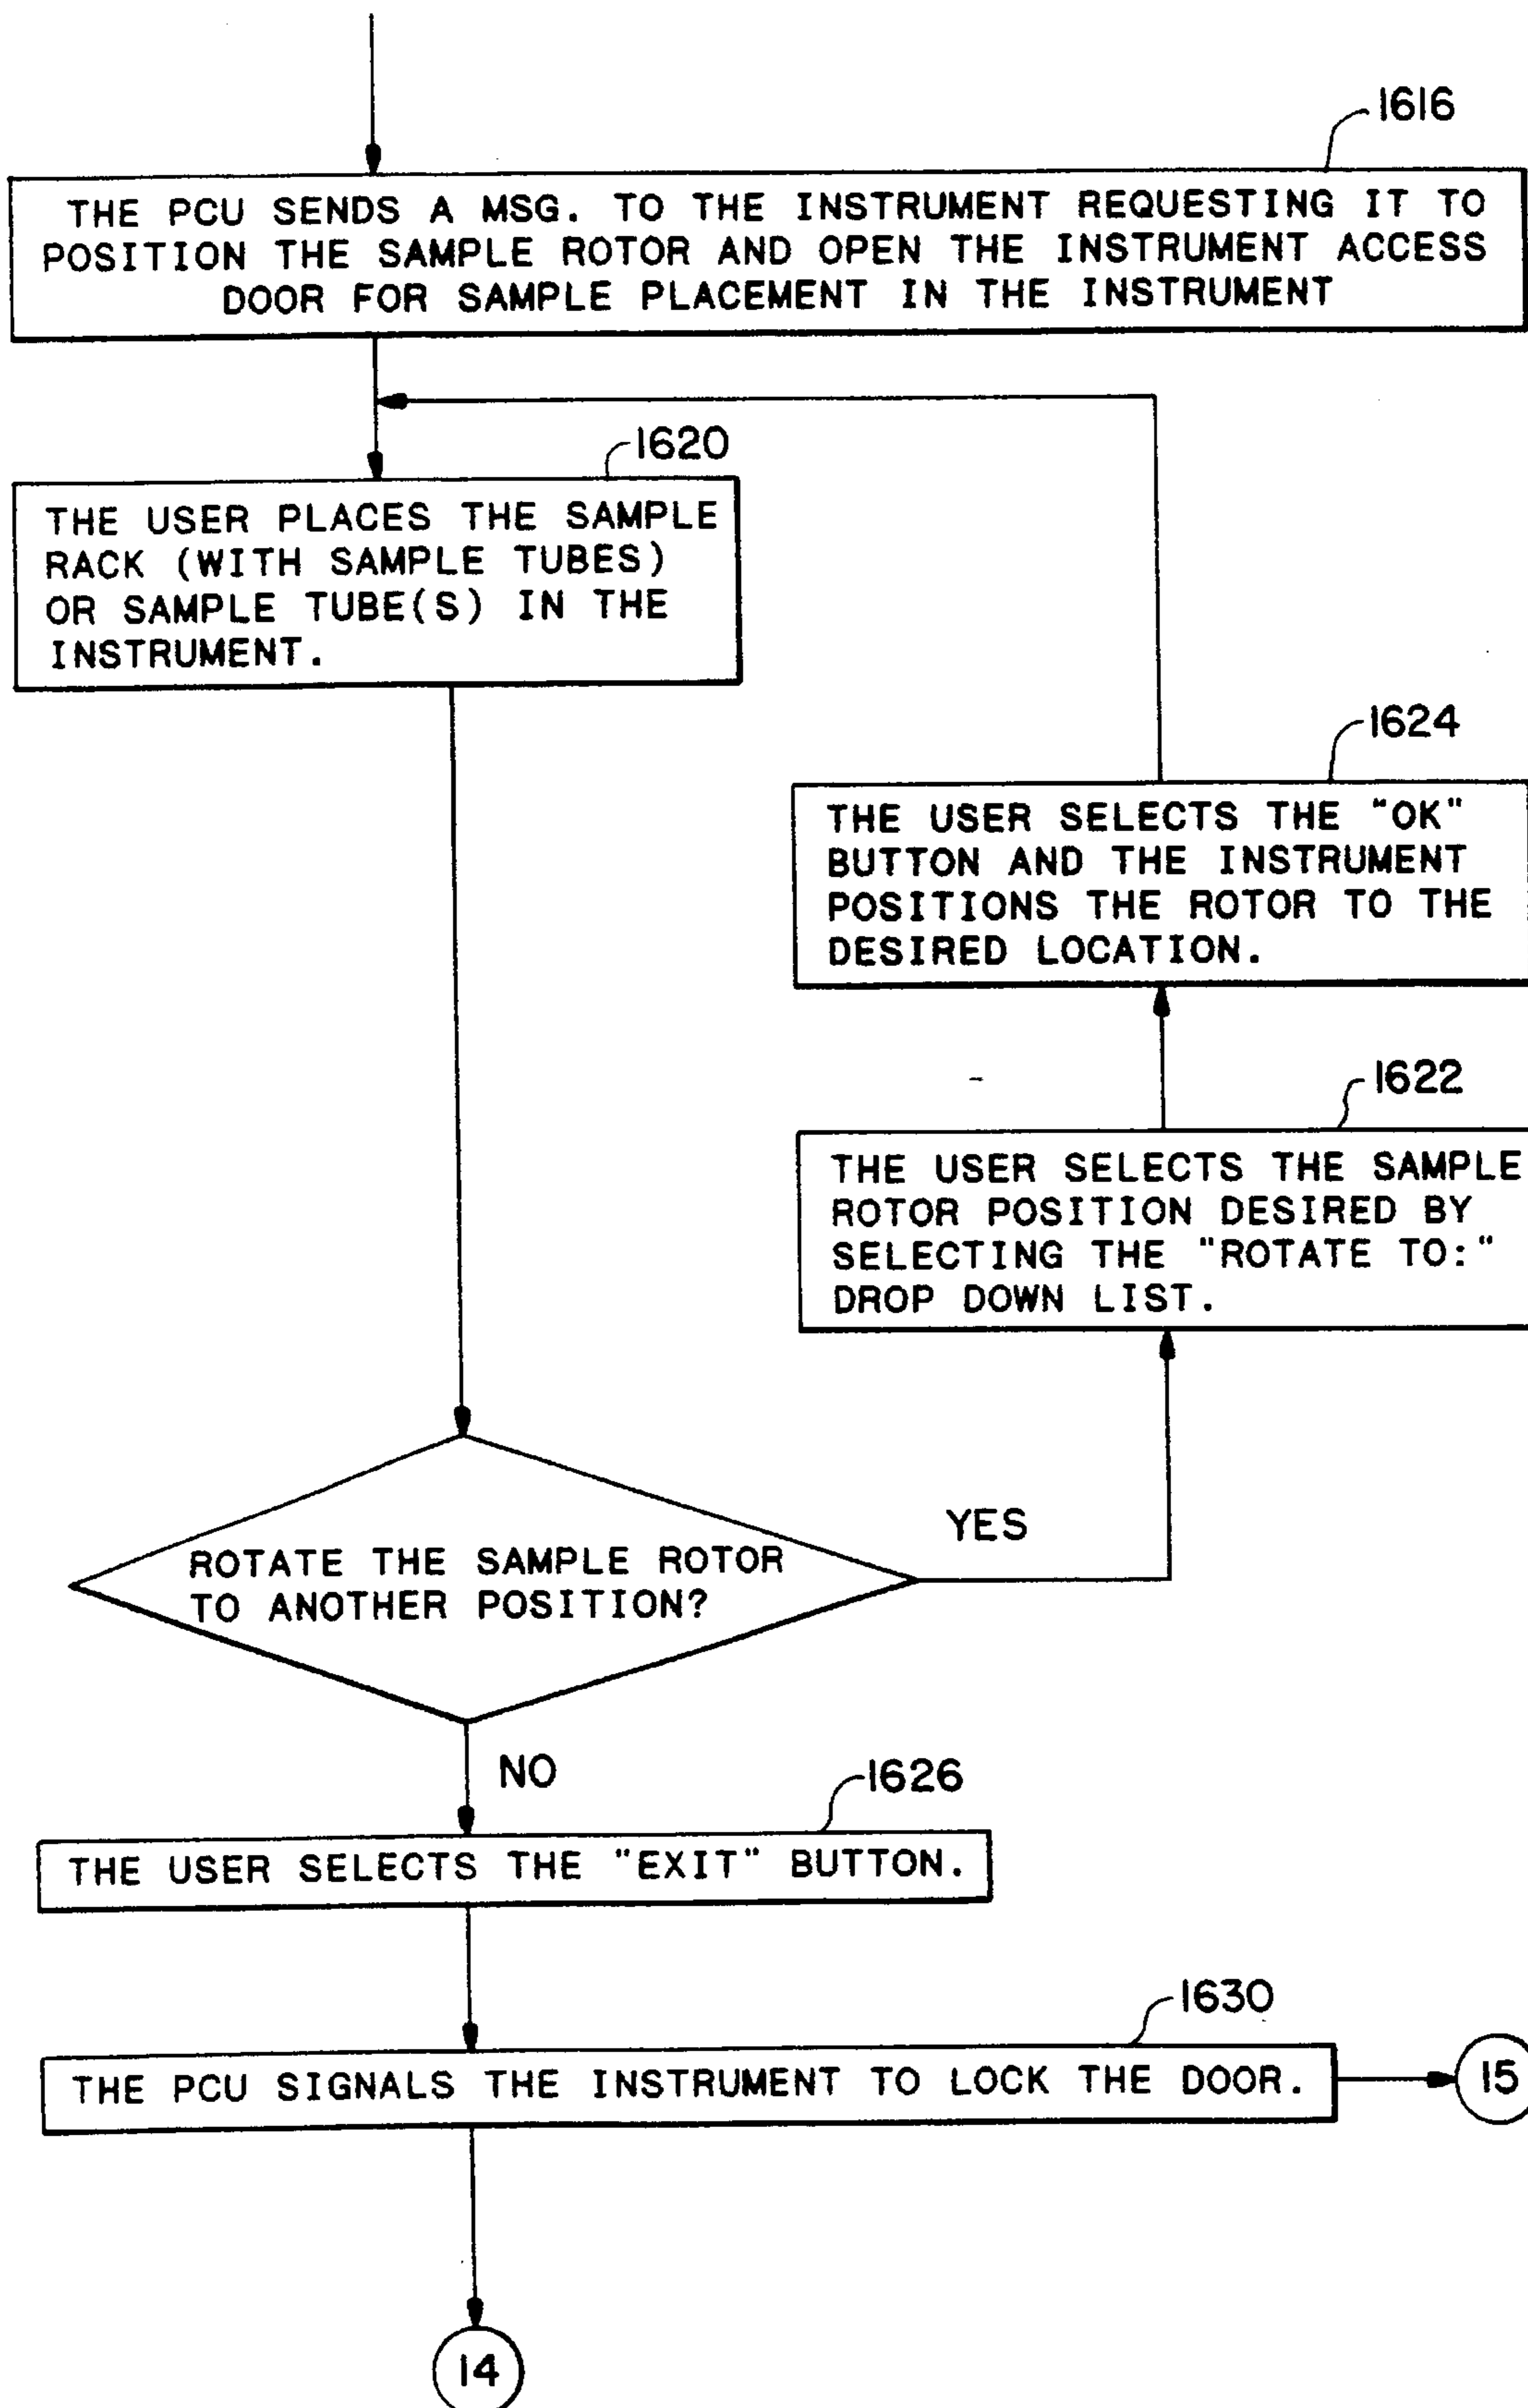 1616
THE PCU SENDS A MSG. TO THE INSTRUMENT REQUESTING IT TO
POSITION THE SAMPLE ROTOR AND OPEN THE INSTRUMENT ACCESS
DOOR FOR SAMPLE PLACEMENT IN THE INSTRUMENT
1620
THE USER PLACES THE SAMPLE
RACK (WITH SAMPLE TUBES)
OR SAMPLE TUBE(S) IN THE
INSTRUMENT.
1624
THE USER SELECTS THE "OK"
BUTTON AND THE INSTRUMENT
POSITIONS THE ROTOR TO THE
DESIRED LOCATION.
1622
THE USER SELECTS THE SAMPLE
ROTOR POSITION DESIRED BY
SELECTING THE "ROTATE TO:"
DROP DOWN LIST.
ROTATE THE SAMPLE ROTOR
TO ANOTHER POSITION?
YES
NO
1626
THE USER SELECTS THE "EXIT" BUTTON.
1630
THE PCU SIGNALS THE INSTRUMENT TO LOCK THE DOOR.
15
14